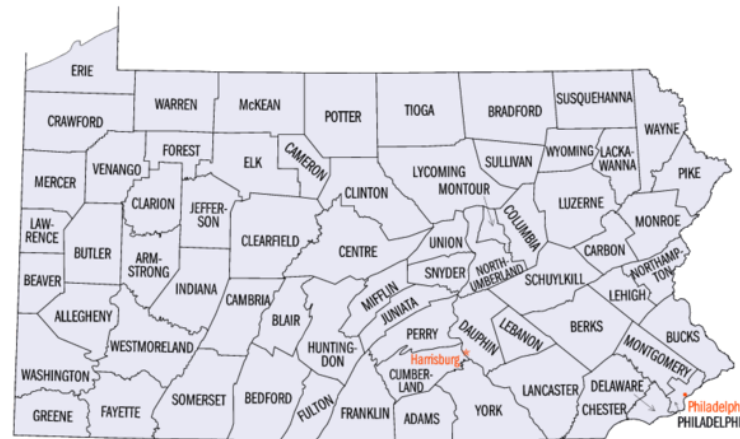 ERIE
CRAWFORD
WARREN
McKEAN
POTTER
TIOGA
BRADFORD
SUSQUEHANNA
WAYNE
MERCER
VENANGO
FOREST
ELK
CAMERON
CLINTON
LYCOMING
MONTOUR
SULLIVAN
WYOMING
LACKA-
WANNA
PIKE
LAW-
RENCE
BUTLER
CLARION
JEFFER-
SON
CLEARFIELD
CENTRE
UNION
COLUMBIA
LUZERNE
MONROE
CARBON
BEAVER
ARM-
STRONG
INDIANA
CAMBRIA
BLAIR
MIFFLIN
SNYDER
NORTH-
UMBERLAND
SCHUYLKILL
NORTHAMP-
TON
LEHIGH
ALLEGHENY
WESTMORELAND
HUNTING-
DON
JUNIATA
PERRY
DAUPHIN
LEBANON
BERKS
BUCKS
MONTGOMERY
Harrisburg
WASHINGTON
GREENE
FAYETTE
SOMERSET
BEDFORD
FULTON
FRANKLIN
CUMBER-
LAND
ADAMS
YORK
LANCASTER
DELAWARE
CHESTER
Philadelph
PHILADELPHI